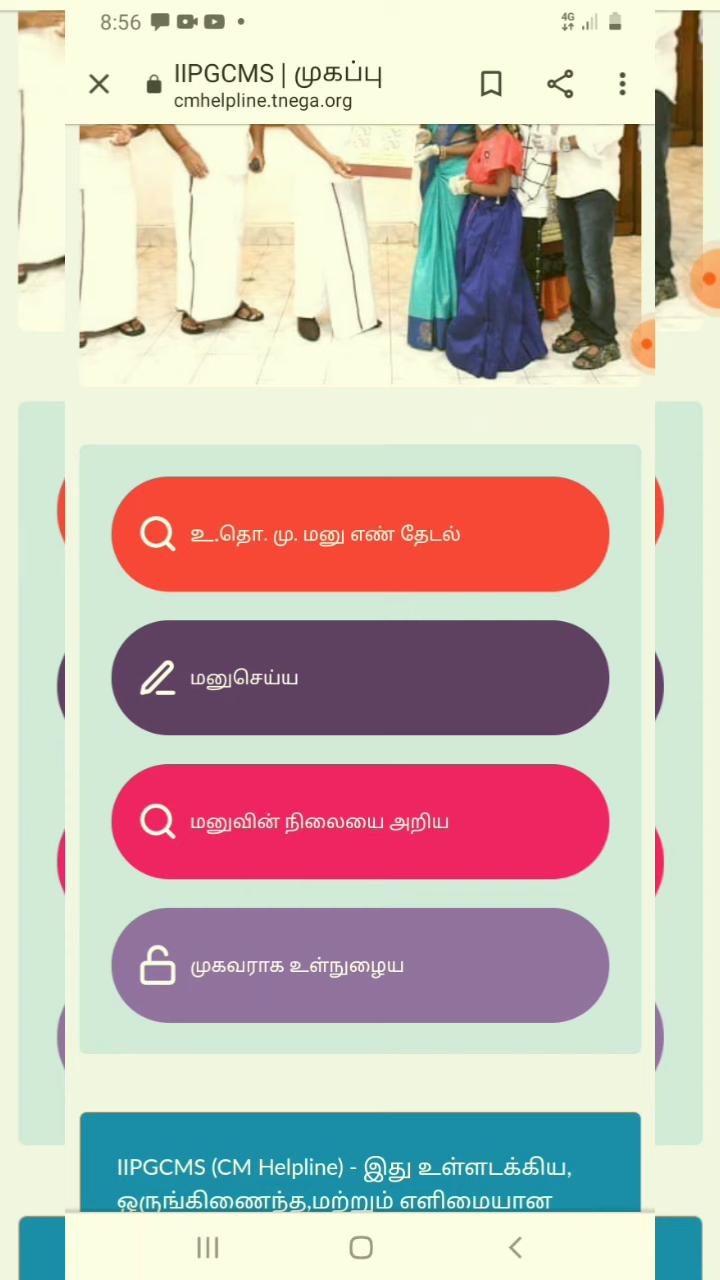 8:56
4G
IIPGCMS | முகப்பு
cmhelpline.tnega.org
உ.தொ. மு. மனு எண் தேடல்
மனுசெய்ய
மனுவின் நிலையை அறிய
முகவராக உள்நுழைய
IIPGCMS (CM Helpline) - இது உள்ளடக்கிய,
ஒருங்கிணைந்த,மற்றும் எளிமையான